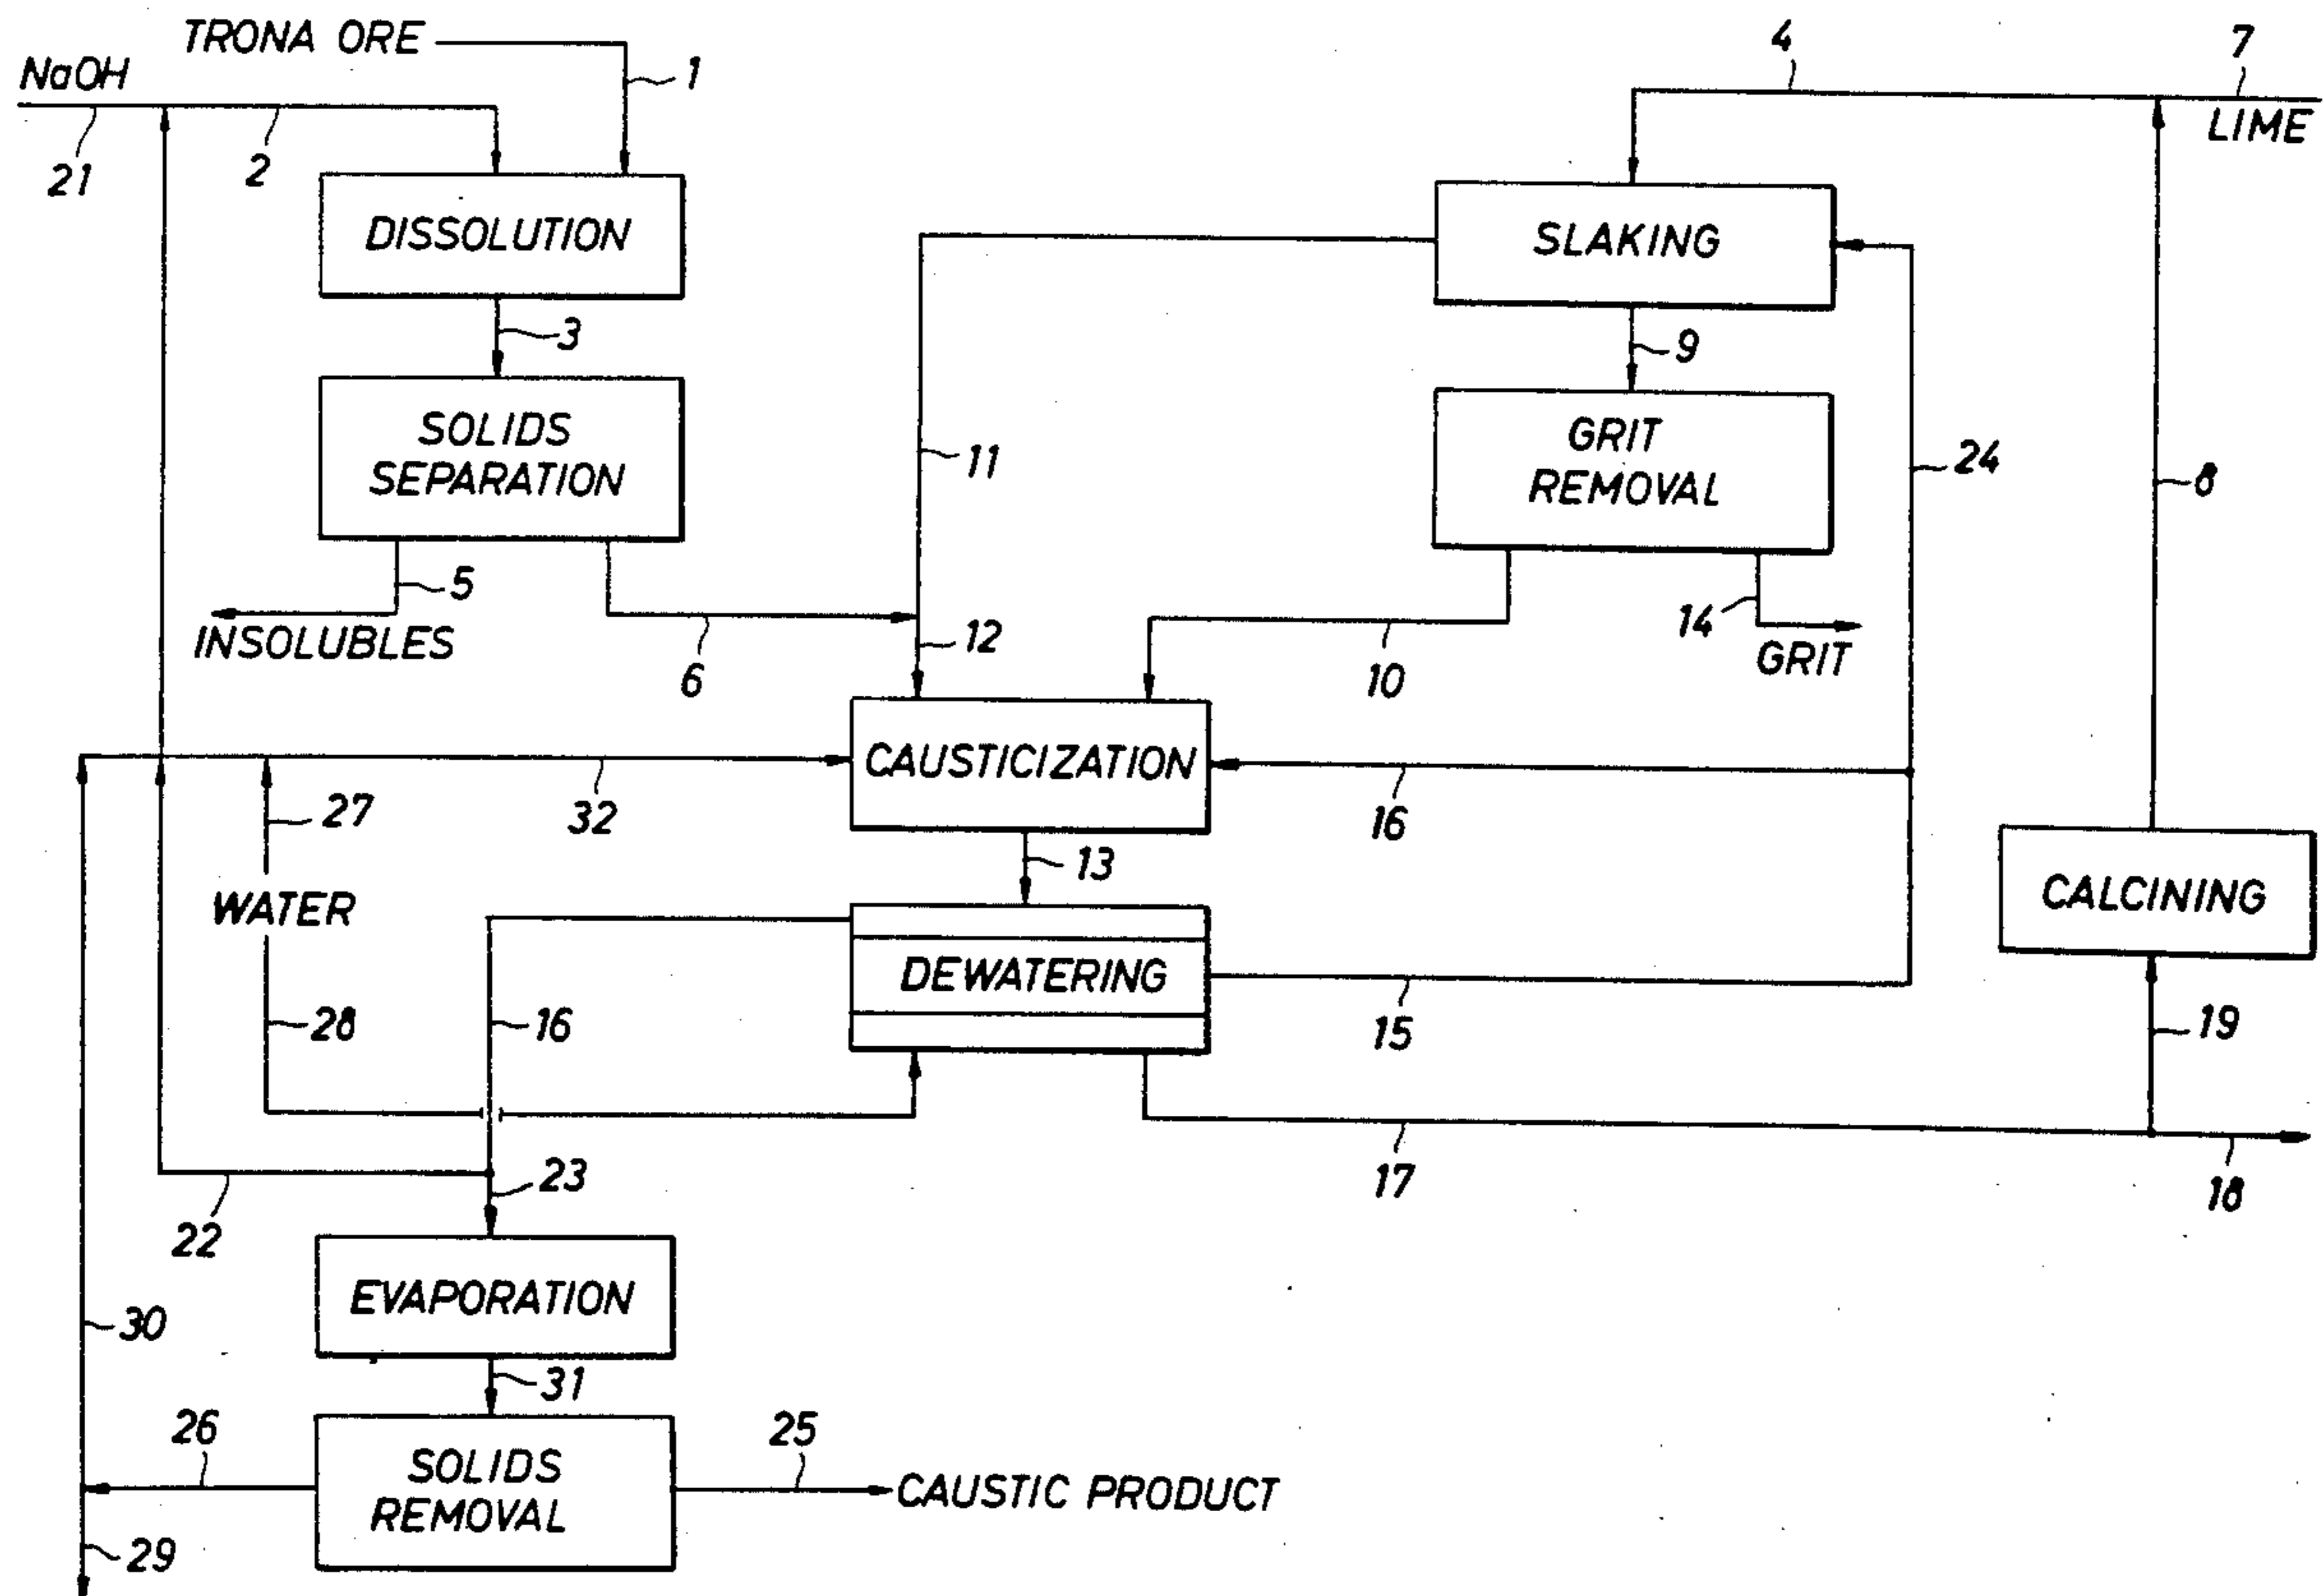 TRONA ORE
1
NaOH
21
2
4
7
LIME
DISSOLUTION
SLAKING
3
9
SOLIDS
SEPARATION
GRIT
REMOVAL
11
24
8
5
INSOLUBLES
6
12
10
14
GRIT
CAUSTICIZATION
27
32
16
13
WATER
CALCINING
DEWATERING
28
16
15
19
23
17
18
22
EVAPORATION
30
31
26
25
SOLIDS
REMOVAL
CAUSTIC PRODUCT
29